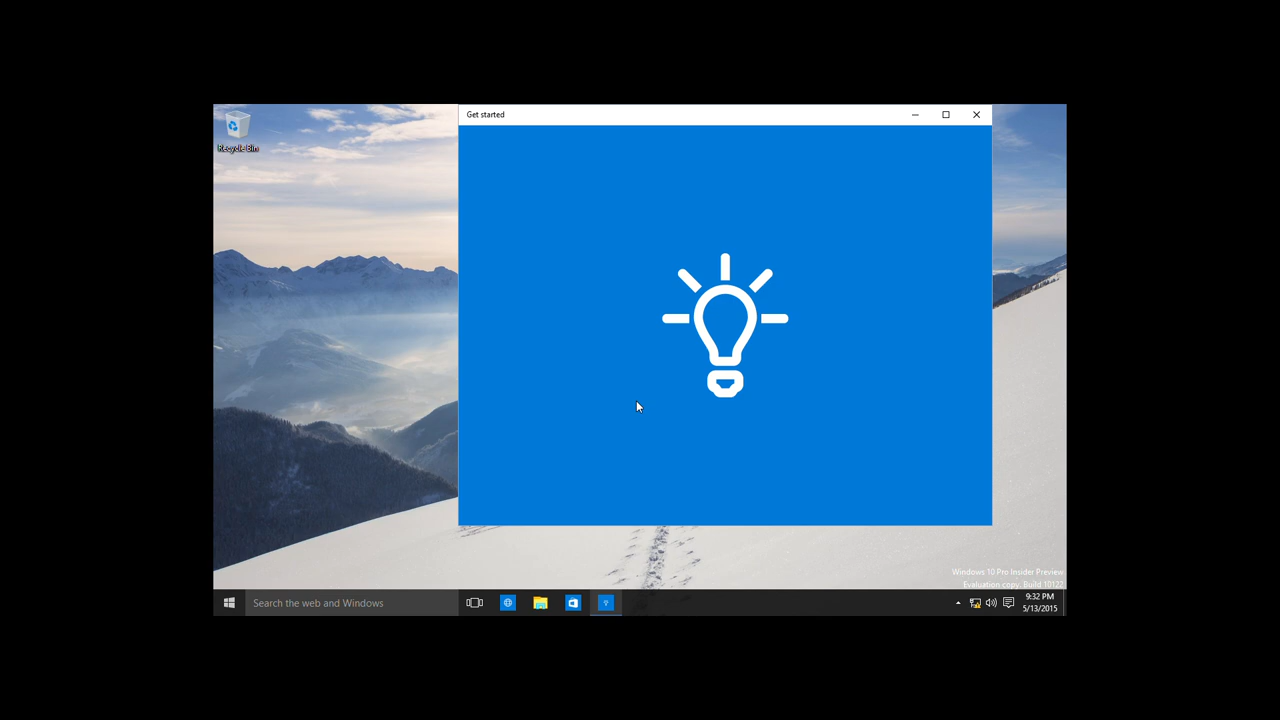 Get started
Recycle Bin
Windows 10 Pro Insider Preview
Evaluation copy. Build 10122
Search the web and Windows
9:32 PM
5/13/2015